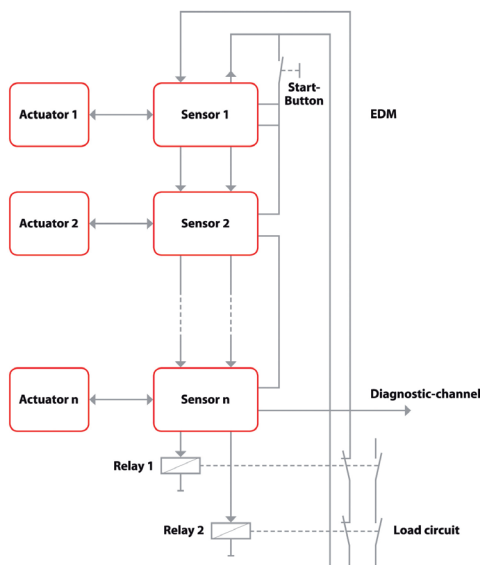 Actuator 1
Sensor 1
Start-
Button
EDM
Actuator 2
Sensor 2
Actuator n
Sensor n
Diagnostic-channel
Relay 1
Relay 2
Load circuit